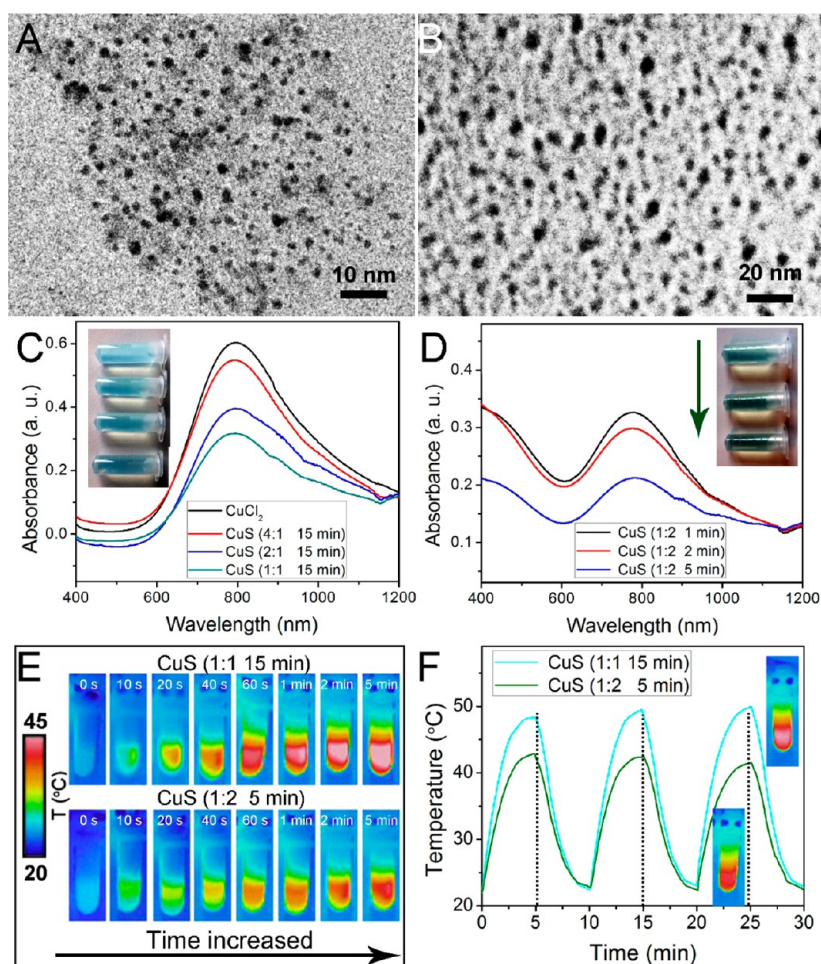 A
10 nm
B
20 nm
C
0.6
0.4
0.2
0.0
Absorbance (a. u.)
CuCl₂
CuS (4:1 15 min)
CuS (2:1 15 min)
CuS (1:1 15 min)
400 600 800 1000 1200
Wavelength (nm)
D
0.4
0.3
0.2
0.1
Absorbance (a. u.)
CuS (1:2 1 min)
CuS (1:2 2 min)
CuS (1:2 5 min)
400 600 800 1000 1200
Wavelength (nm)
E
CuS (1:1 15 min)
0 s 10 s 20 s 40 s 60 s 1 min 2 min 5 min
45
T (°C)
20
CuS (1:2 5 min)
0 s 10 s 20 s 40 s 60 s 1 min 2 min 5 min
Time increased
F
CuS (1:1 15 min)
CuS (1:2 5 min)
60
50
40
30
20
Temperature (°C)
0 5 10 15 20 25 30
Time (min)